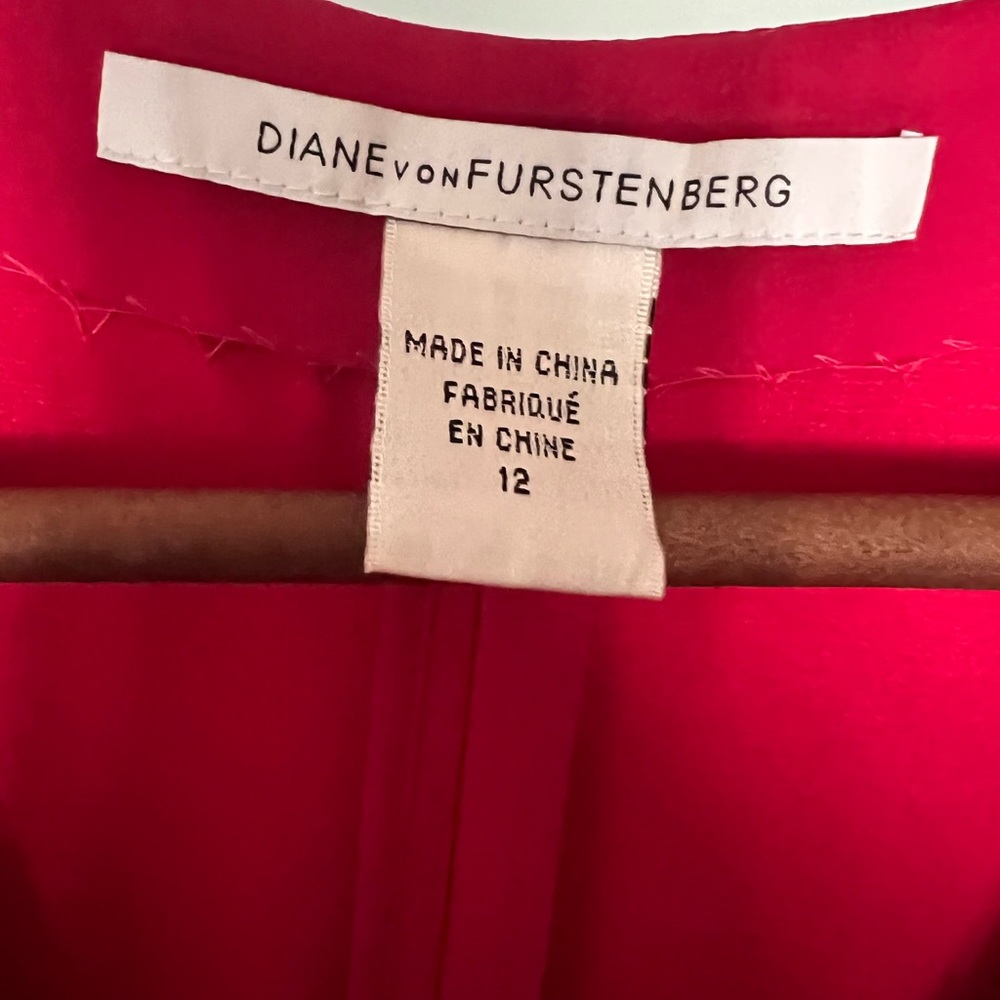 DIANE VON FURSTENBERG
MADE IN CHINA
FABRIQUÉ
EN CHINE
12